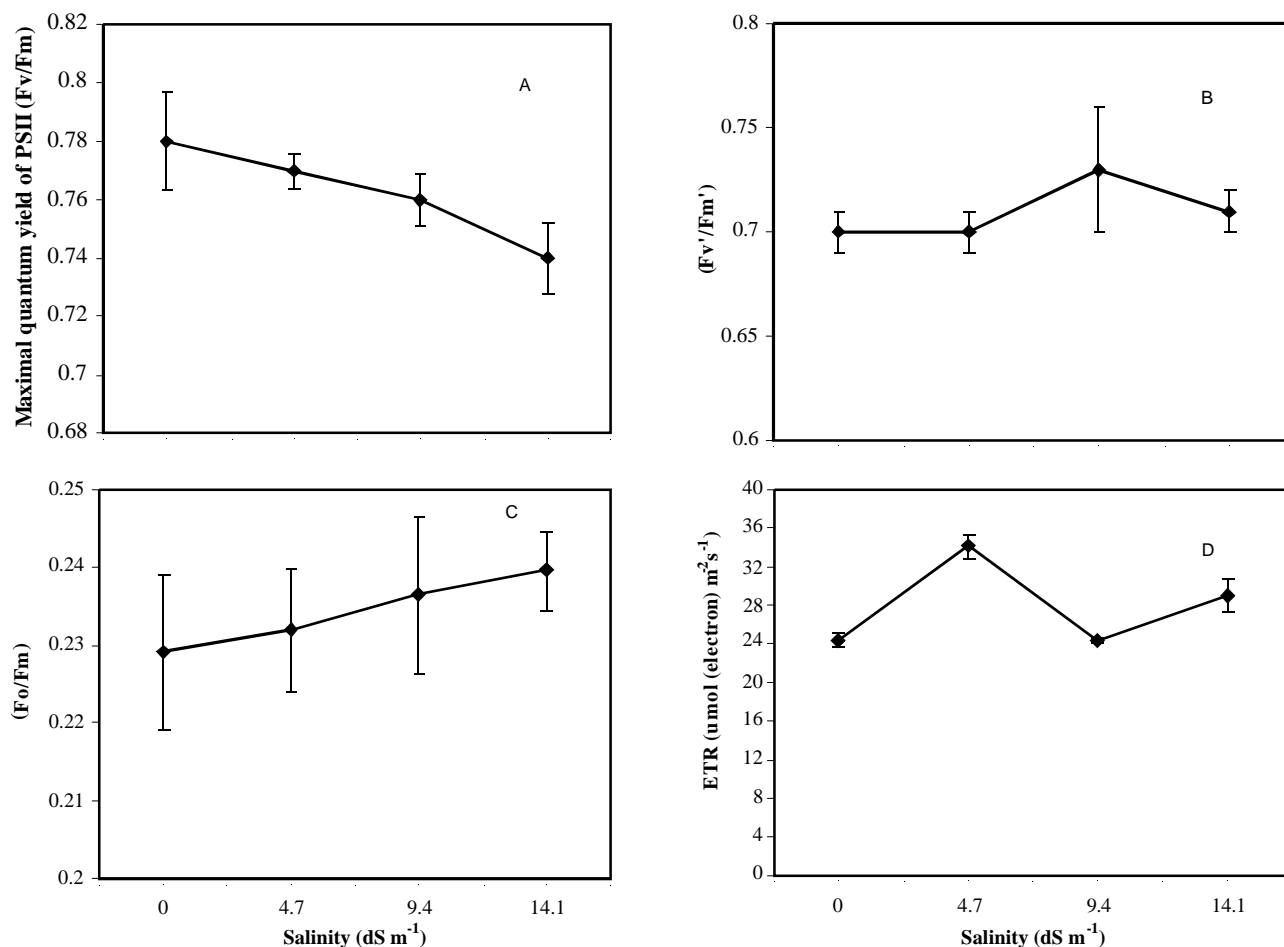 Maximal quantum yield of PSII (Fv/Fm)
0.82
0.8
0.78
0.76
0.74
0.72
0.7
0.68
A
(Fv'/Fm')
0.8
0.75
0.7
0.65
0.6
B
(Fo/Fm)
0.25
0.24
0.23
0.22
0.21
0.2
C
0 4.7 9.4 14.1
Salinity (dS m-1)
ETR (umol (electron) m-2s-1)
40
36
32
28
24
20
16
12
8
4
0
D
0 4.7 9.4 14.1
Salinity (dS m-1)